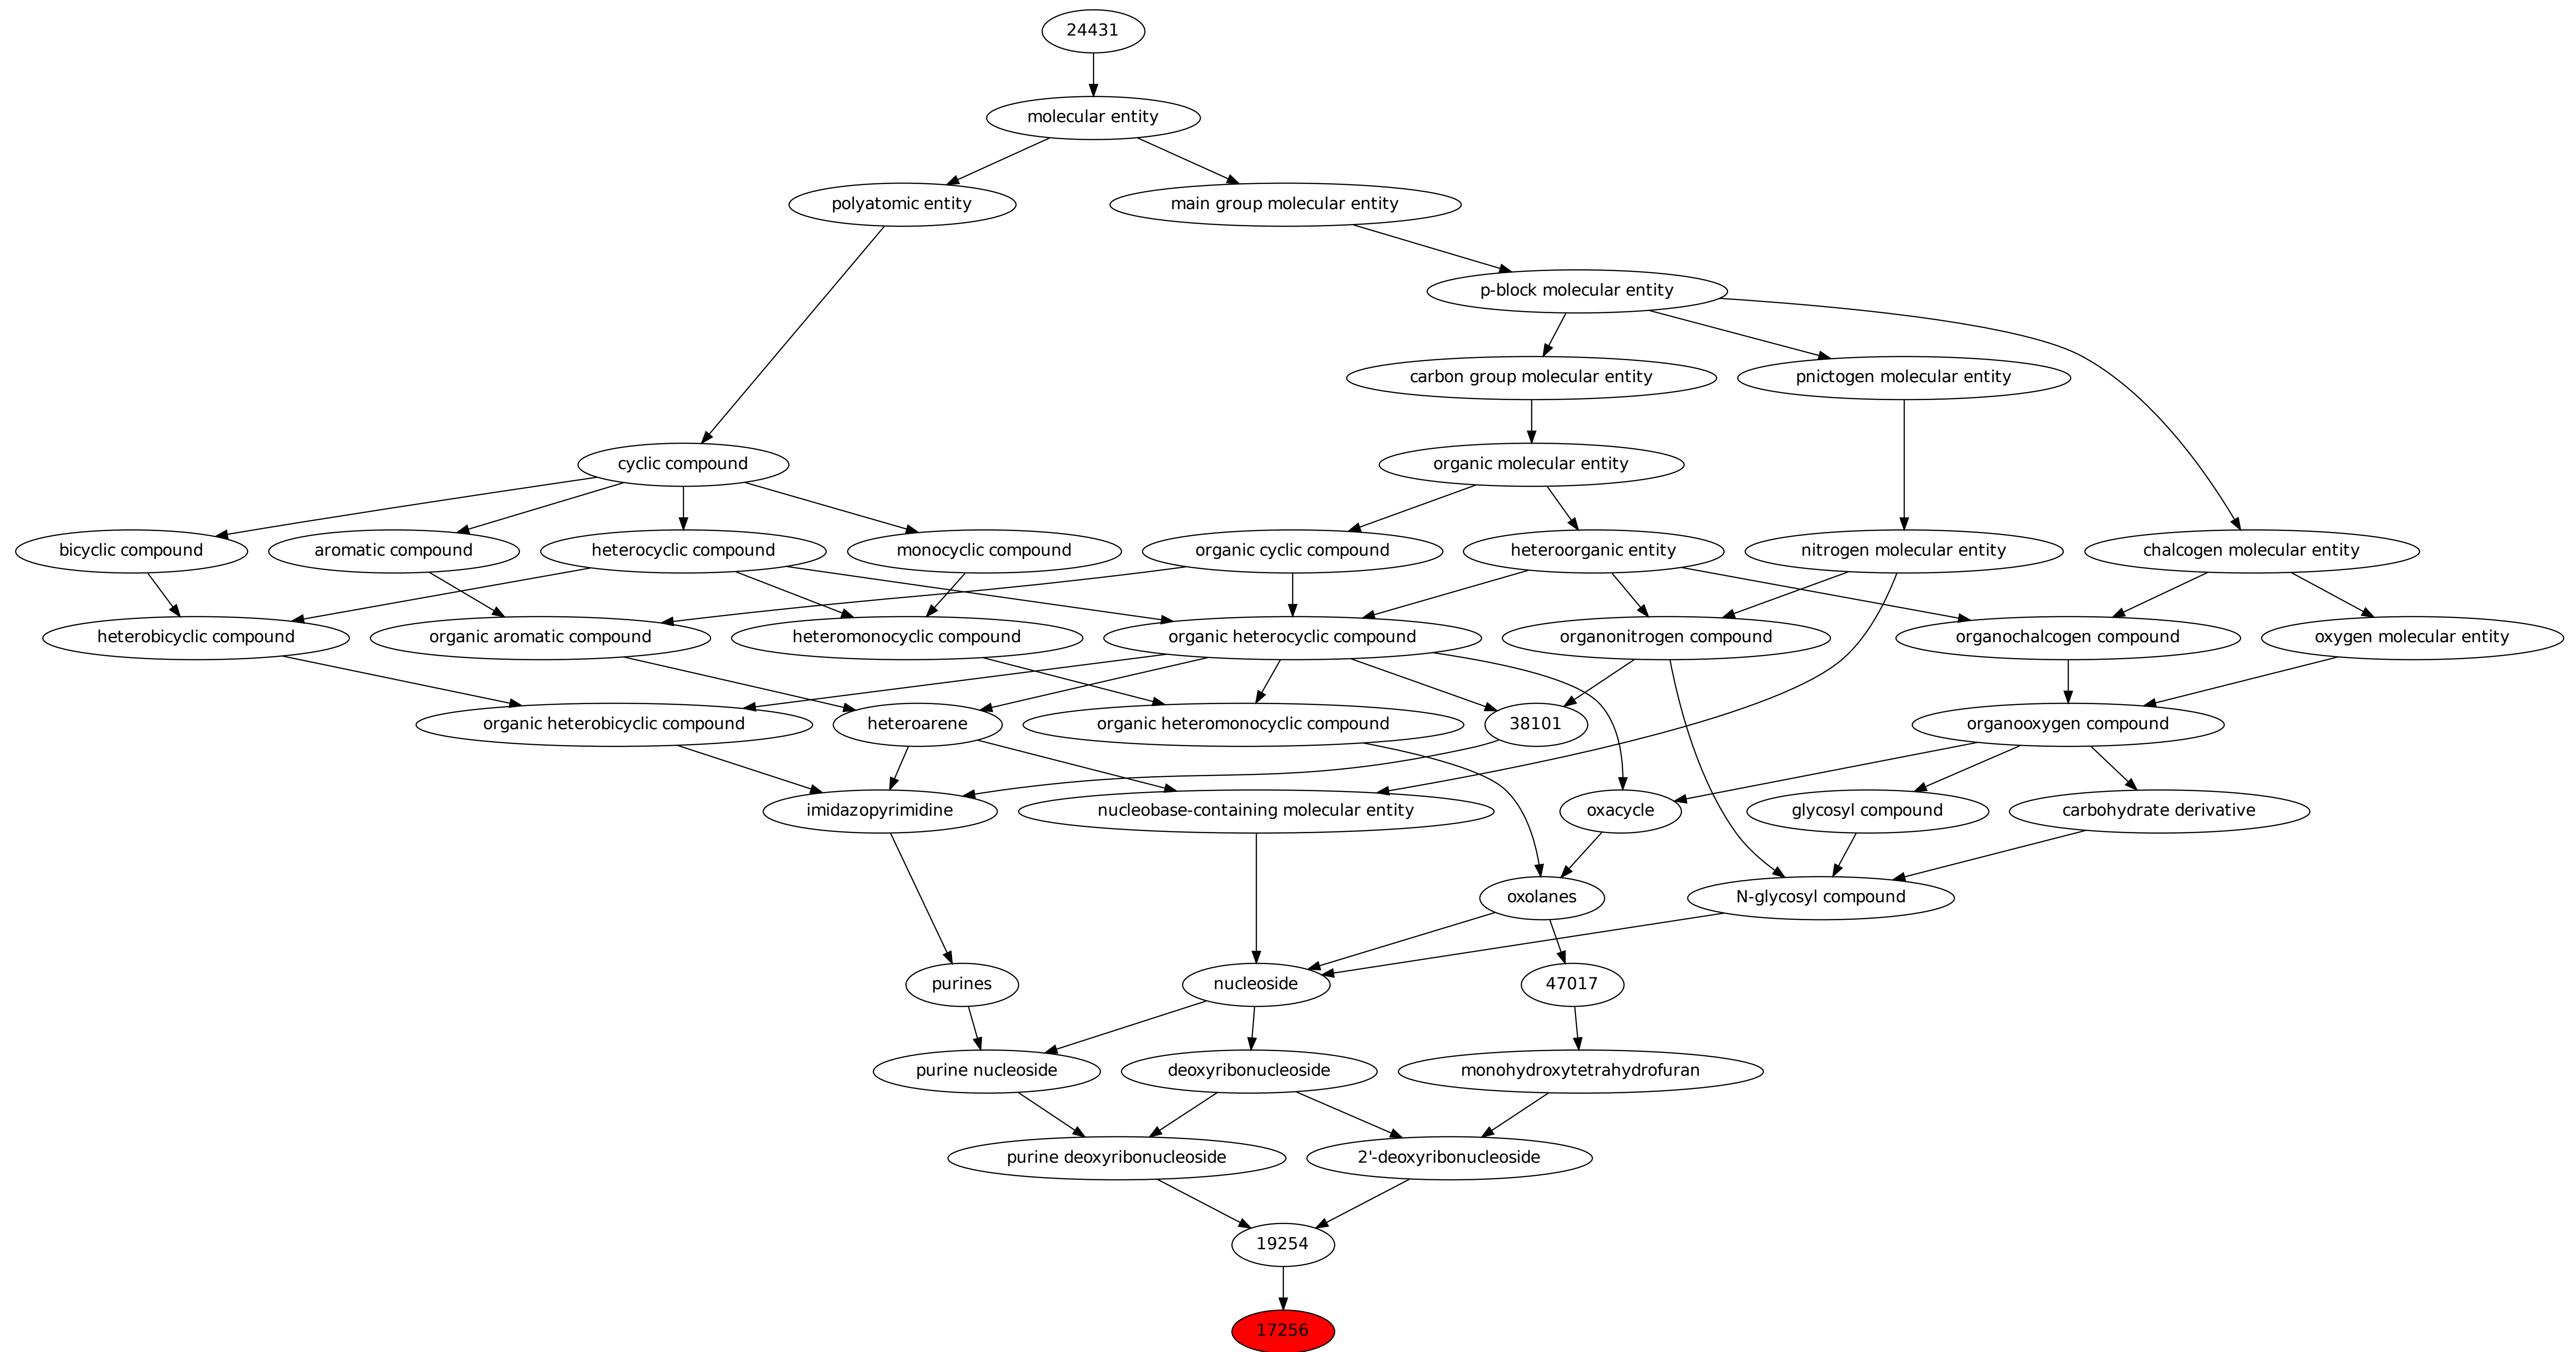 24431
molecular entity
polyatomic entity
main group molecular entity
p-block molecular entity
carbon group molecular entity
pnictogen molecular entity
cyclic compound
organic molecular entity
bicyclic compound
aromatic compound
heterocyclic compound
monocyclic compound
organic cyclic compound
heteroorganic entity
nitrogen molecular entity
chalcogen molecular entity
heterobicyclic compound
organic aromatic compound
heteromonocyclic compound
organic heterocyclic compound
organonitrogen compound
organochalcogen compound
oxygen molecular entity
organic heterobicyclic compound
heteroarene
organic heteromonocyclic compound
38101
organooxygen compound
imidazopyrimidine
nucleobase-containing molecular entity
oxacycle
glycosyl compound
carbohydrate derivative
oxolanes
N-glycosyl compound
purines
nucleoside
47017
purine nucleoside
deoxyribonucleoside
monohydroxytetrahydrofuran
purine deoxyribonucleoside
2'-deoxyribonucleoside
19254
17256